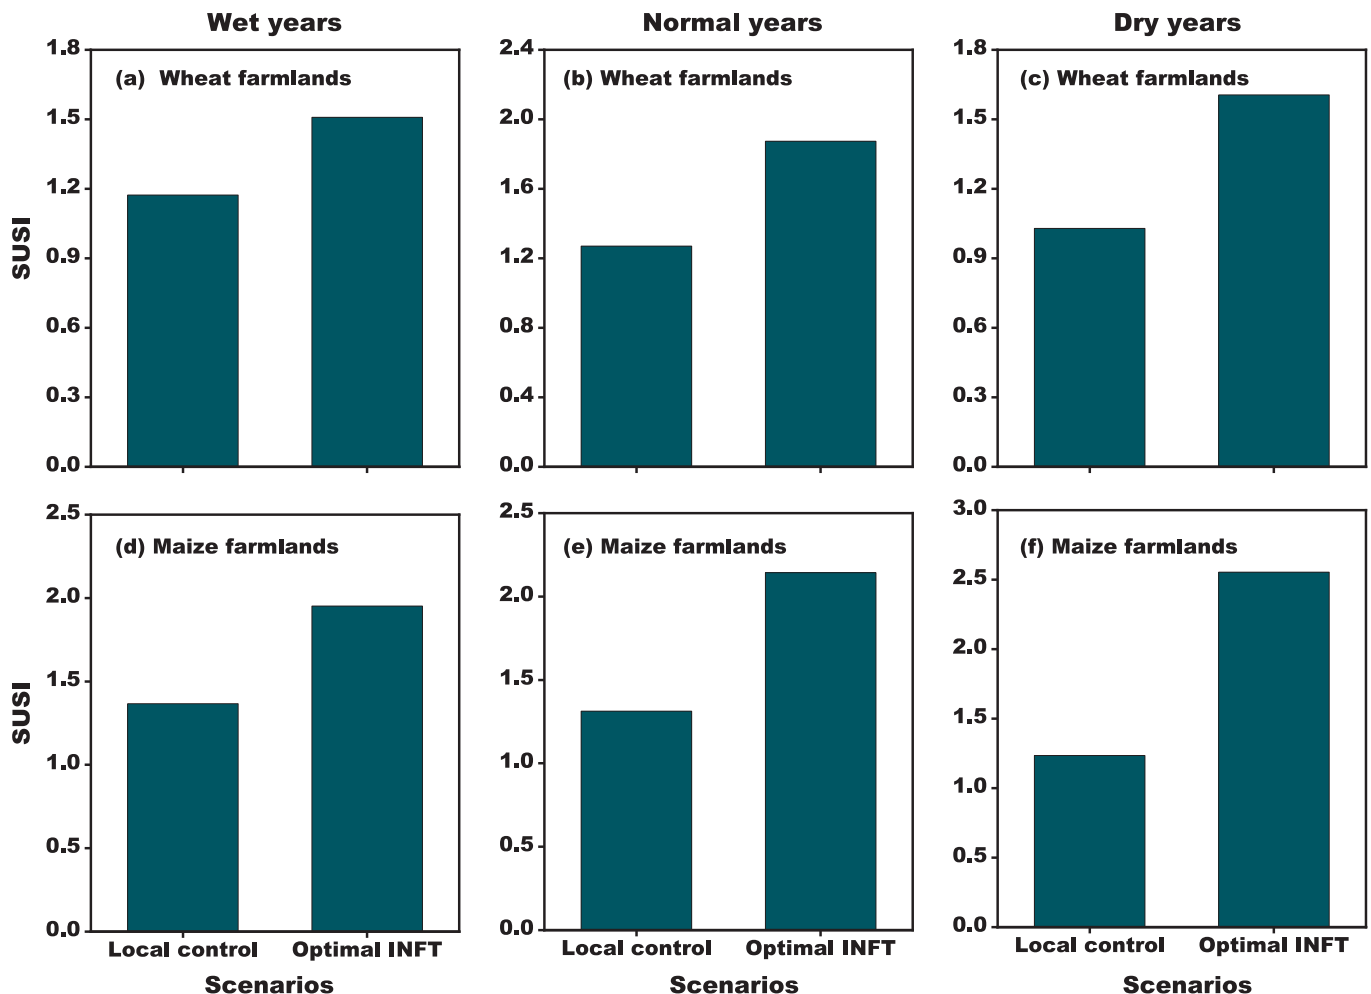 Wet years
Normal years
Dry years
SUSI
1.8
1.5
1.2
0.9
0.6
0.3
0.0
(a) Wheat farmlands
2.4
2.0
1.6
1.2
0.8
0.4
0.0
(b) Wheat farmlands
1.8
1.5
1.2
0.9
0.6
0.3
0.0
(c) Wheat farmlands
SUSI
2.5
2.0
1.5
1.0
0.5
0.0
(d) Maize farmlands
Local control Optimal INFT
Scenarios
2.5
2.0
1.5
1.0
0.5
0.0
(e) Maize farmlands
Local control Optimal INFT
Scenarios
3.0
2.5
2.0
1.5
1.0
0.5
0.0
(f) Maize farmlands
Local control Optimal INFT
Scenarios